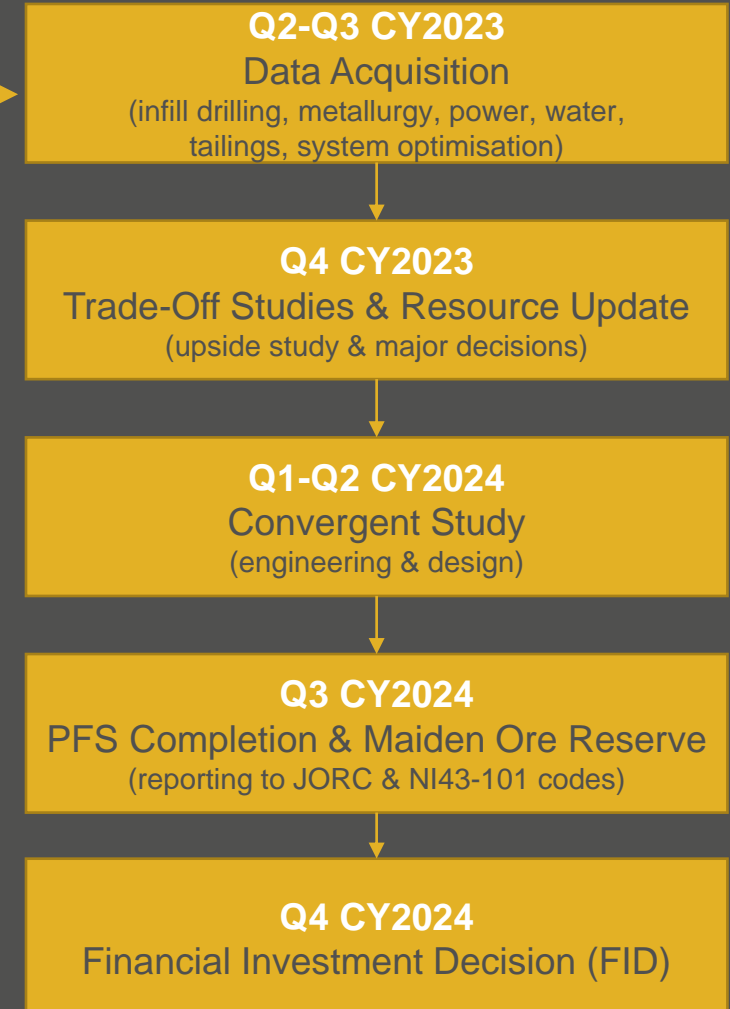 Q2-Q3 CY2023
Data Acquisition
(infill drilling, metallurgy, power, water,
tailings, system optimisation)
Q4 CY2023
Trade-Off Studies & Resource Update
(upside study & major decisions)
Q1-Q2 CY2024
Convergent Study
(engineering & design)
Q3 CY2024
PFS Completion & Maiden Ore Reserve
(reporting to JORC & NI43-101 codes)
Q4 CY2024
Financial Investment Decision (FID)